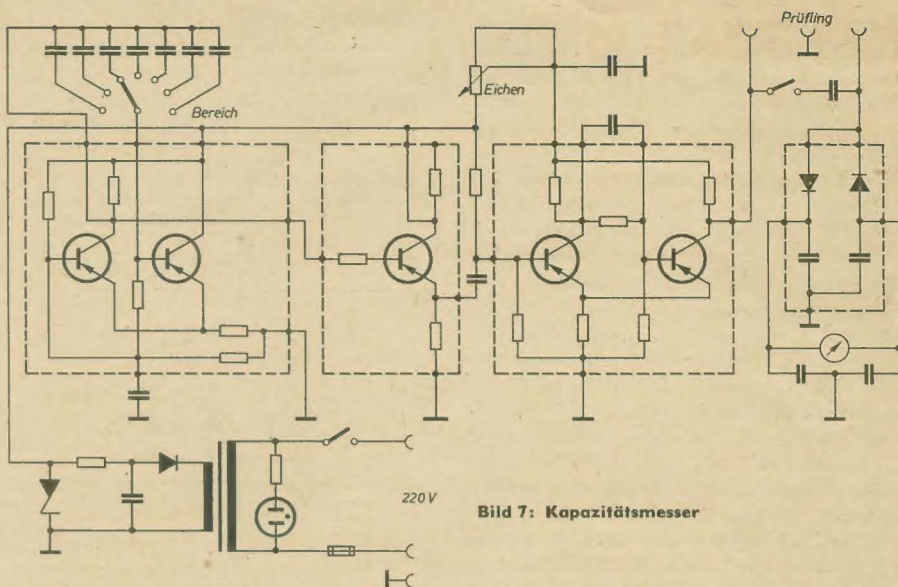 Prüfling
Bereich
Eichen
220 V
Bild 7: Kapazitätsmesser